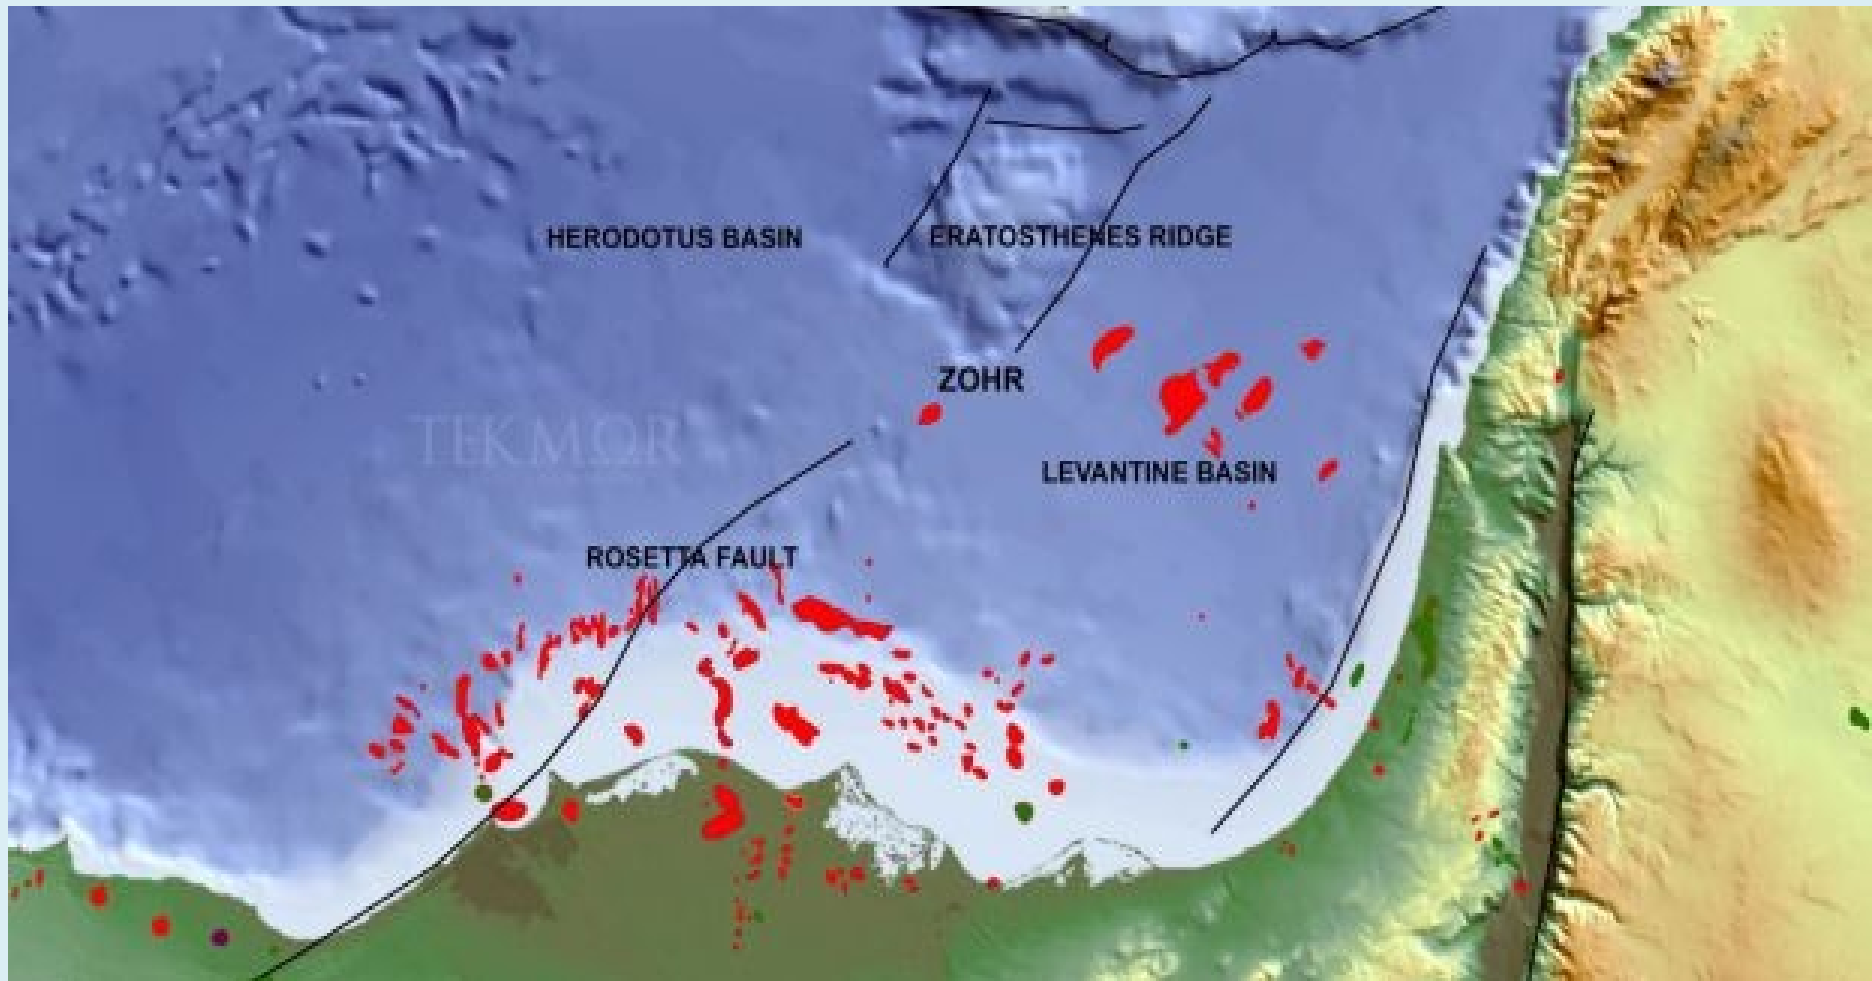 HERODOTUS BASIN
ERATOSTHENES RIDGE
ZOHR
TEKMOR
LEVANTINE BASIN
ROSETTA FAULT